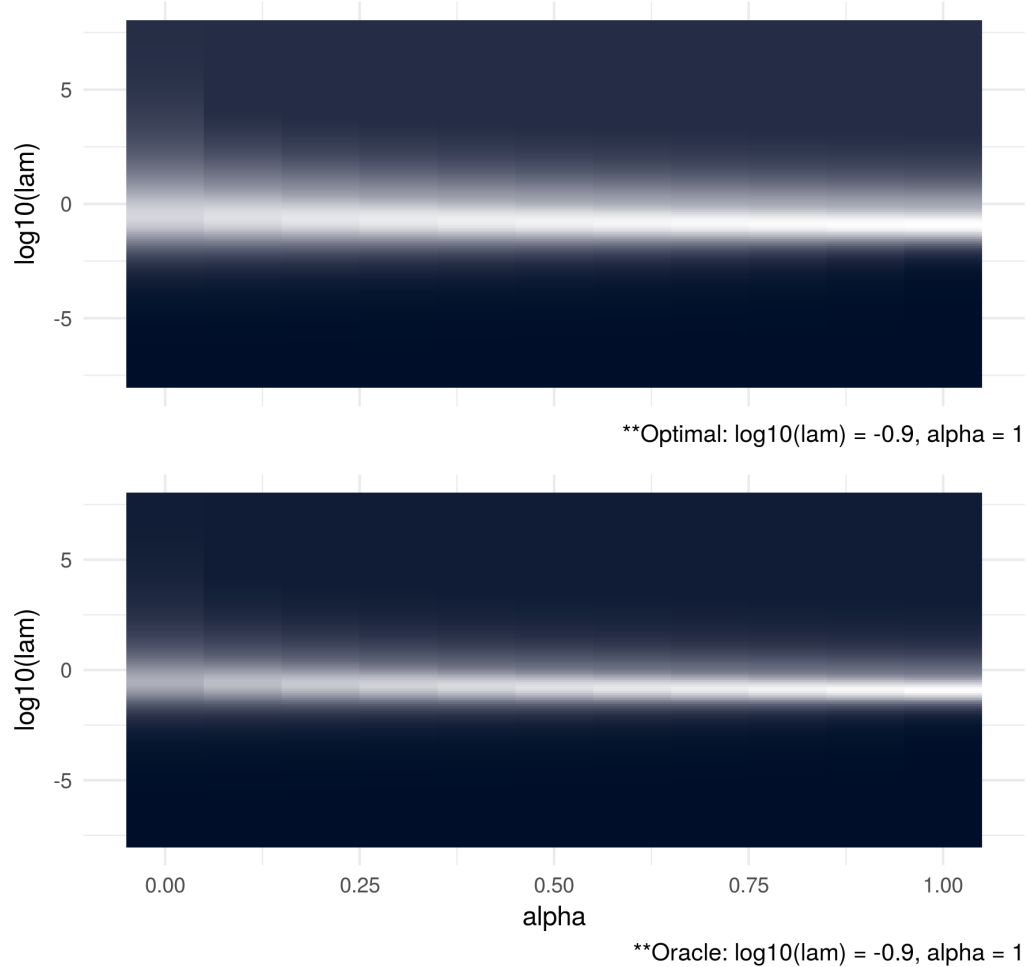 5
0
-5
log10(lam)
**Optimal: log10(lam) = -0.9, alpha = 1
5
0
-5
log10(lam)
0.00 0.25 0.50 0.75 1.00
alpha
**Oracle: log10(lam) = -0.9, alpha = 1